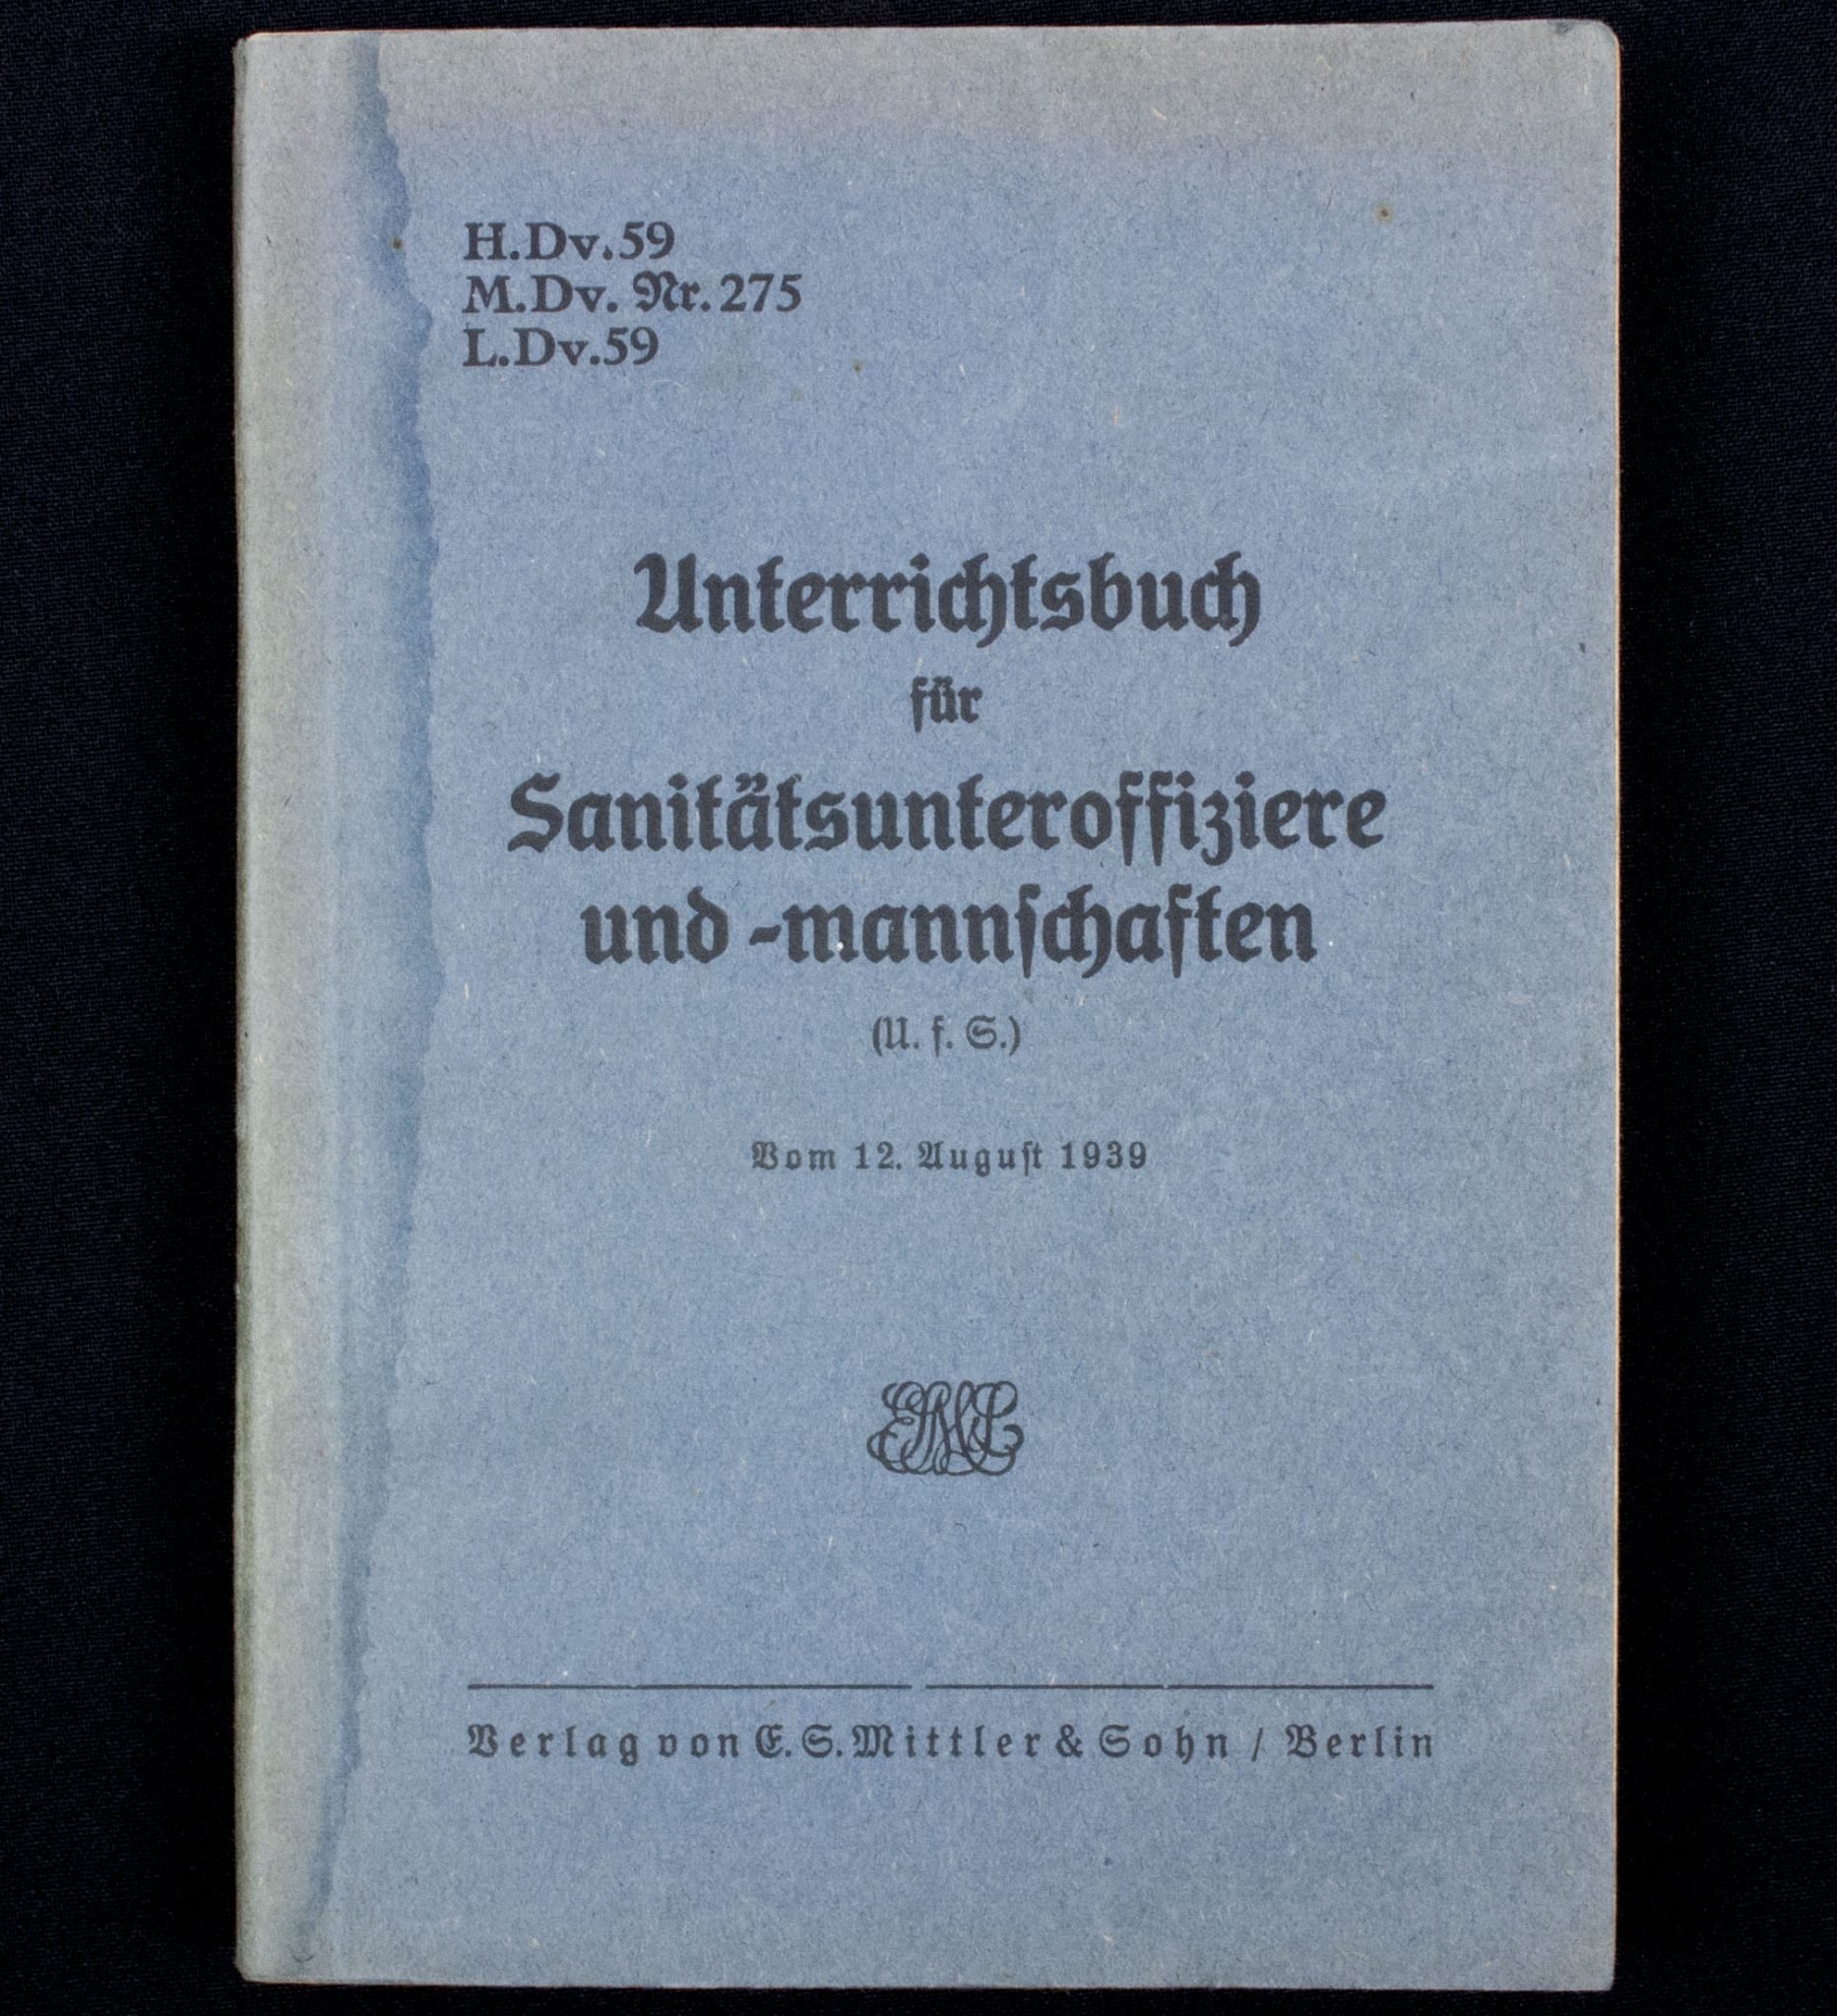 H.Dv.59
M.Dv. Nr.275
L.Dv.59
Unterrichtsbuch
für
Sanitätsunteroffiziere
und -mannſchaften
(U. f. S.)
Vom 12. Auguſt 1939
Verlag von E.S.Mittler & Sohn / Berlin